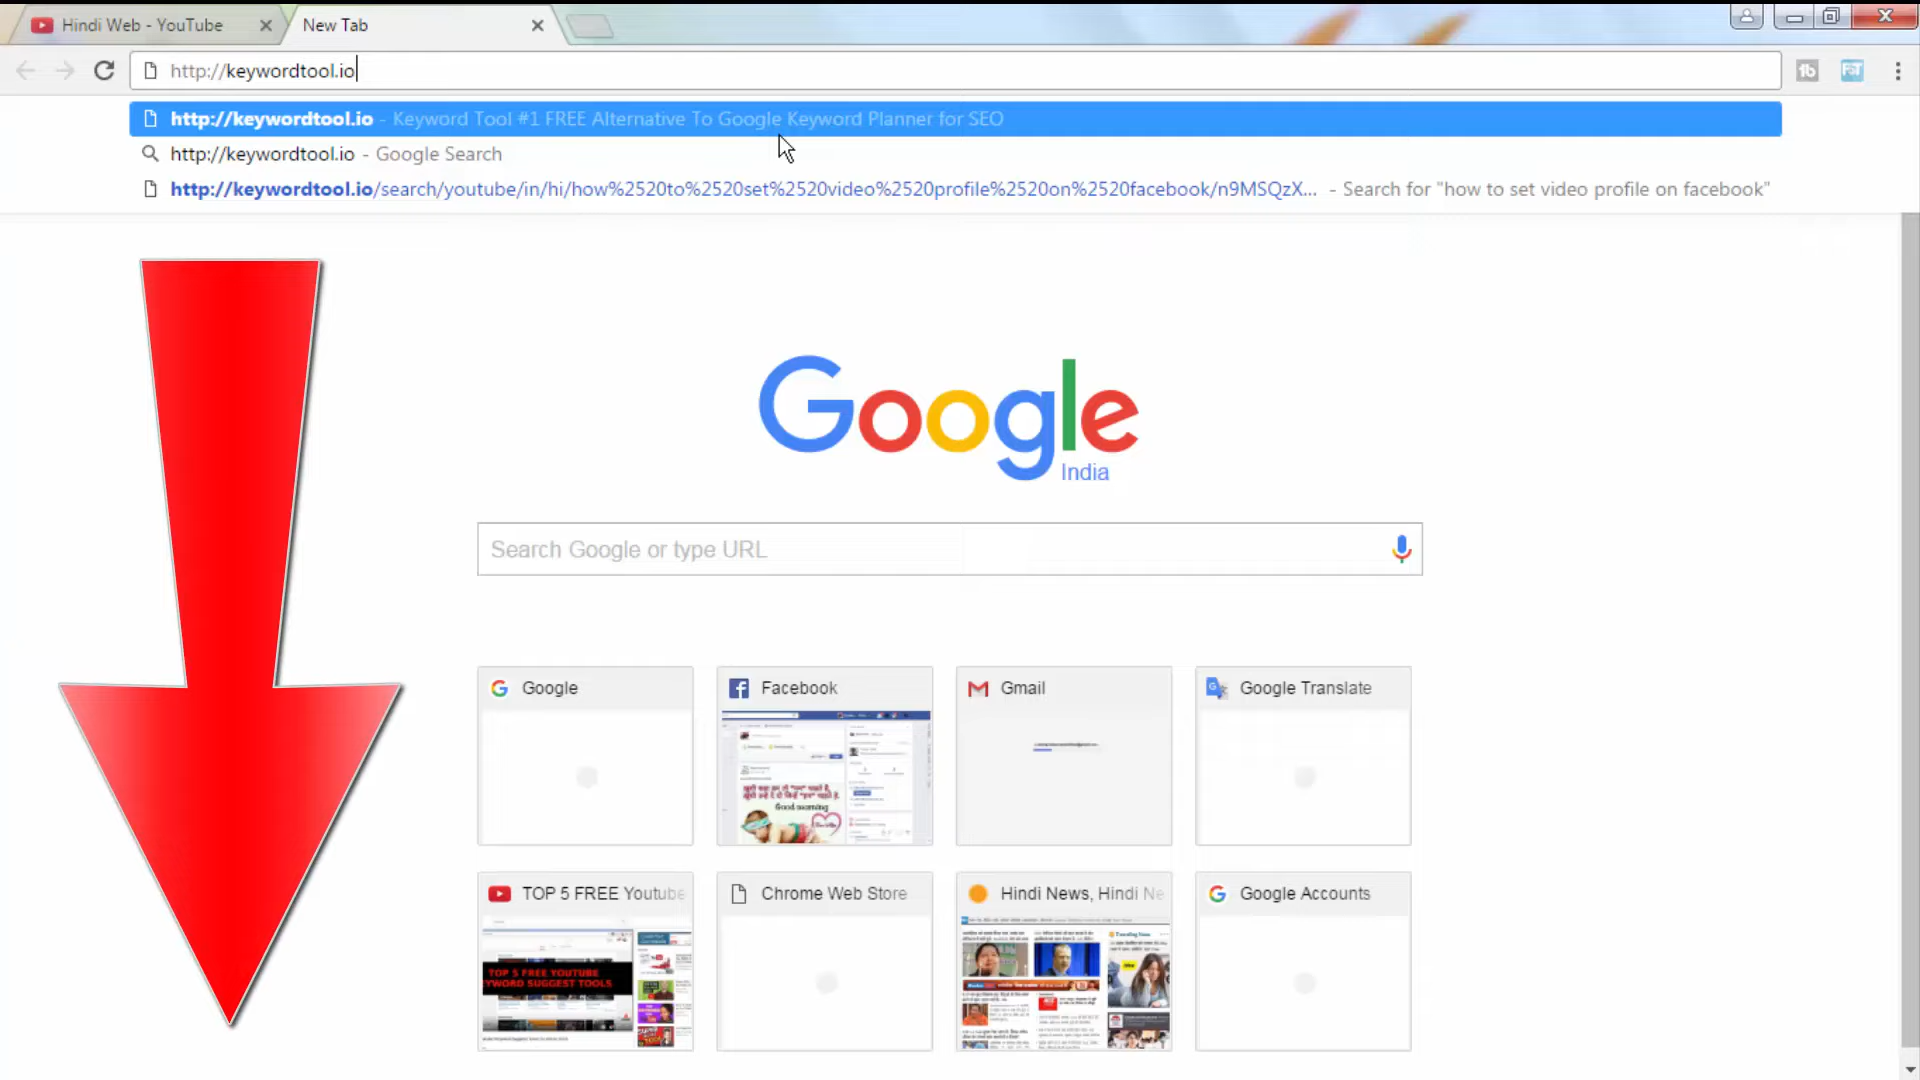 Hindi Web - YouTube
New Tab
http://keywordtool.io
http://keywordtool.io - Keyword Tool #1 FREE Alternative To Google Keyword Planner for SEO
http://keywordtool.io - Google Search
http://keywordtool.io/search/youtube/in/hi/how%2520to%2520set%2520video%2520profile%2520on%2520facebook/n9MSQzX... - Search for "how to set video profile on facebook"
Google
India
Search Google or type URL
Google
Facebook
Gmail
Google Translate
Good morning
TOP 5 FREE Youtube
Chrome Web Store
Hindi News, Hindi Ne
Google Accounts
TOP 5 FREE YOUTUBE
YWORD SUGGEST TOOLS